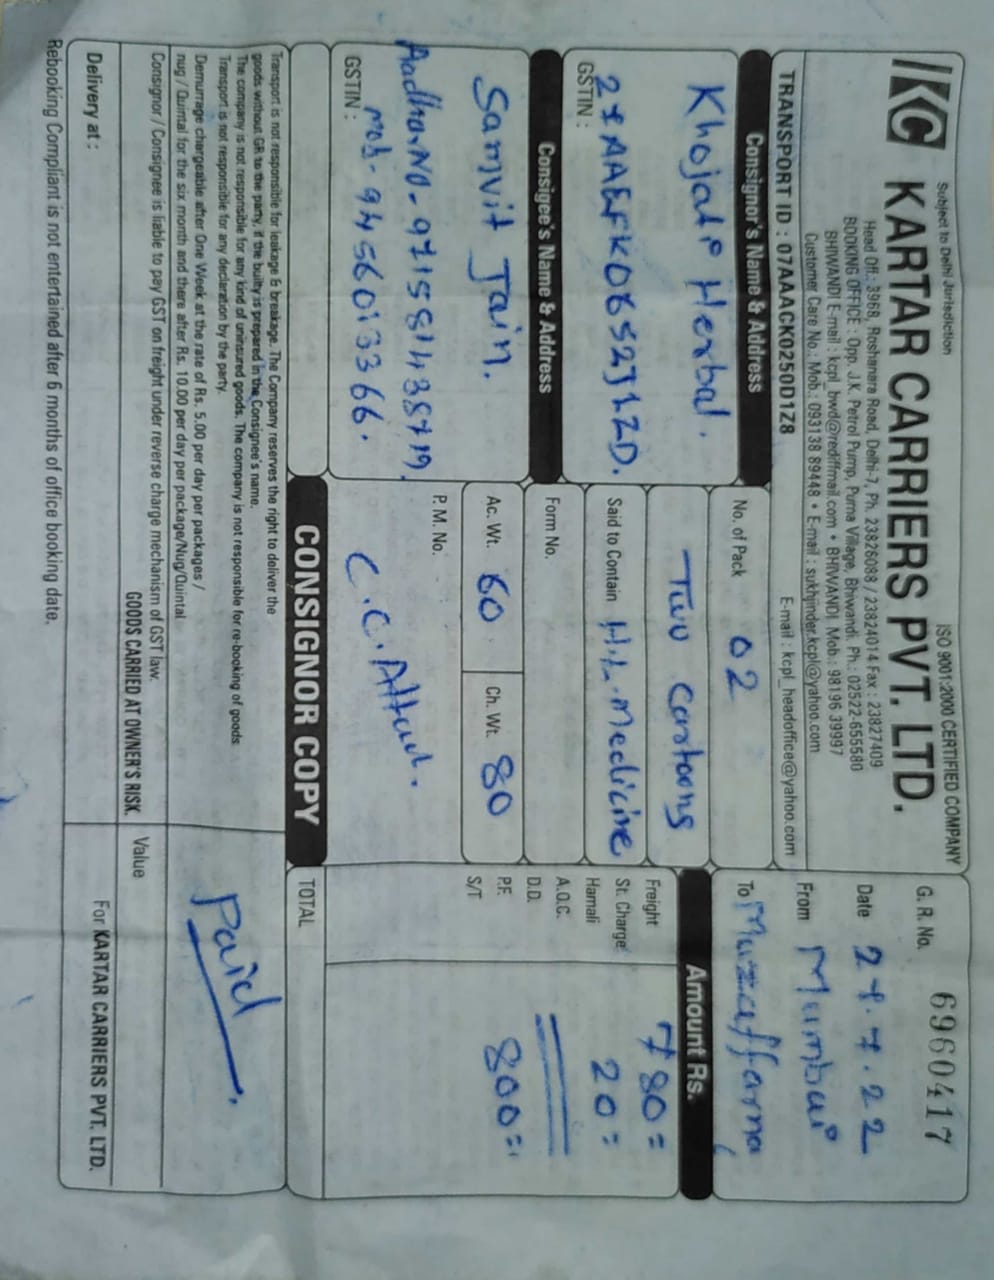 Subject to Delhi Jurisdiction
ISO 9001:2000 CERTIFIED COMPANY
KC KARTAR CARRIERS PVT. LTD.
Head Off.: 3968, Roshanara Road, Delhi-7, Ph. 23826088 / 23824014 Fax : 23827409
BOOKING OFFICE : Opp. J.K. Petrol Pump, Purna Village, Bhiwandi. Ph.: 02522-655580
BHIWANDI E-mail : kcpl_bwd@rediffmail.com • BHIWANDI Mob.: 98196 39997
Customer Care No.: Mob.: 093138 89448 • E-mail : sukhjinder.kcpl@yahoo.com
TRANSPORT ID : 07AAACK0250D1Z8
E-mail : kcpl_headoffice@yahoo.com
G. R. No. 6960417
Date 27.7.22
From Mumbai
To
Consignor's Name & Address
Khojati Herbal.
GSTIN :
27AAEFK0652J1ZD.
Consigee's Name & Address
Samvit Jain.
Aadhar No - 971581438719.
GSTIN :
mob - 9456013366.
No. of Pack 02
Two Cartoons
Said to Contain H.L. Medicine
Form No.
Ac. Wt. 60
Ch. Wt. 80
P.M. No.
C.C. Attach.
CONSIGNOR COPY
Amount Rs.
Freight 780=
St. Charge 20=
Hamali
A.O.C.
D.D.
P.F. 800=
S/T
TOTAL
Transport is not responsible for leakage & breakage. The Company reserves the right to deliver the
goods without GR to the party, if the builty is prepared in the Consignee's name.
The company is not responsible for any kind of uninsured goods. The company is not responsible for re-booking of goods
Transport is not responsible for any declaration by the party.
Demurrage chargeable after One Week at the rate of Rs. 5.00 per day per packages /
nug / Quintal for the six month and there after Rs. 10.00 per day per package/Nug/Quintal
Consignor / Consignee is liable to pay GST on freight under reverse charge mechanism of GST law.
GOODS CARRIED AT OWNER'S RISK.
Paid
Value
Delivery at :
For KARTAR CARRIERS PVT. LTD.
Rebooking Compliant is not entertained after 6 months of office booking date.